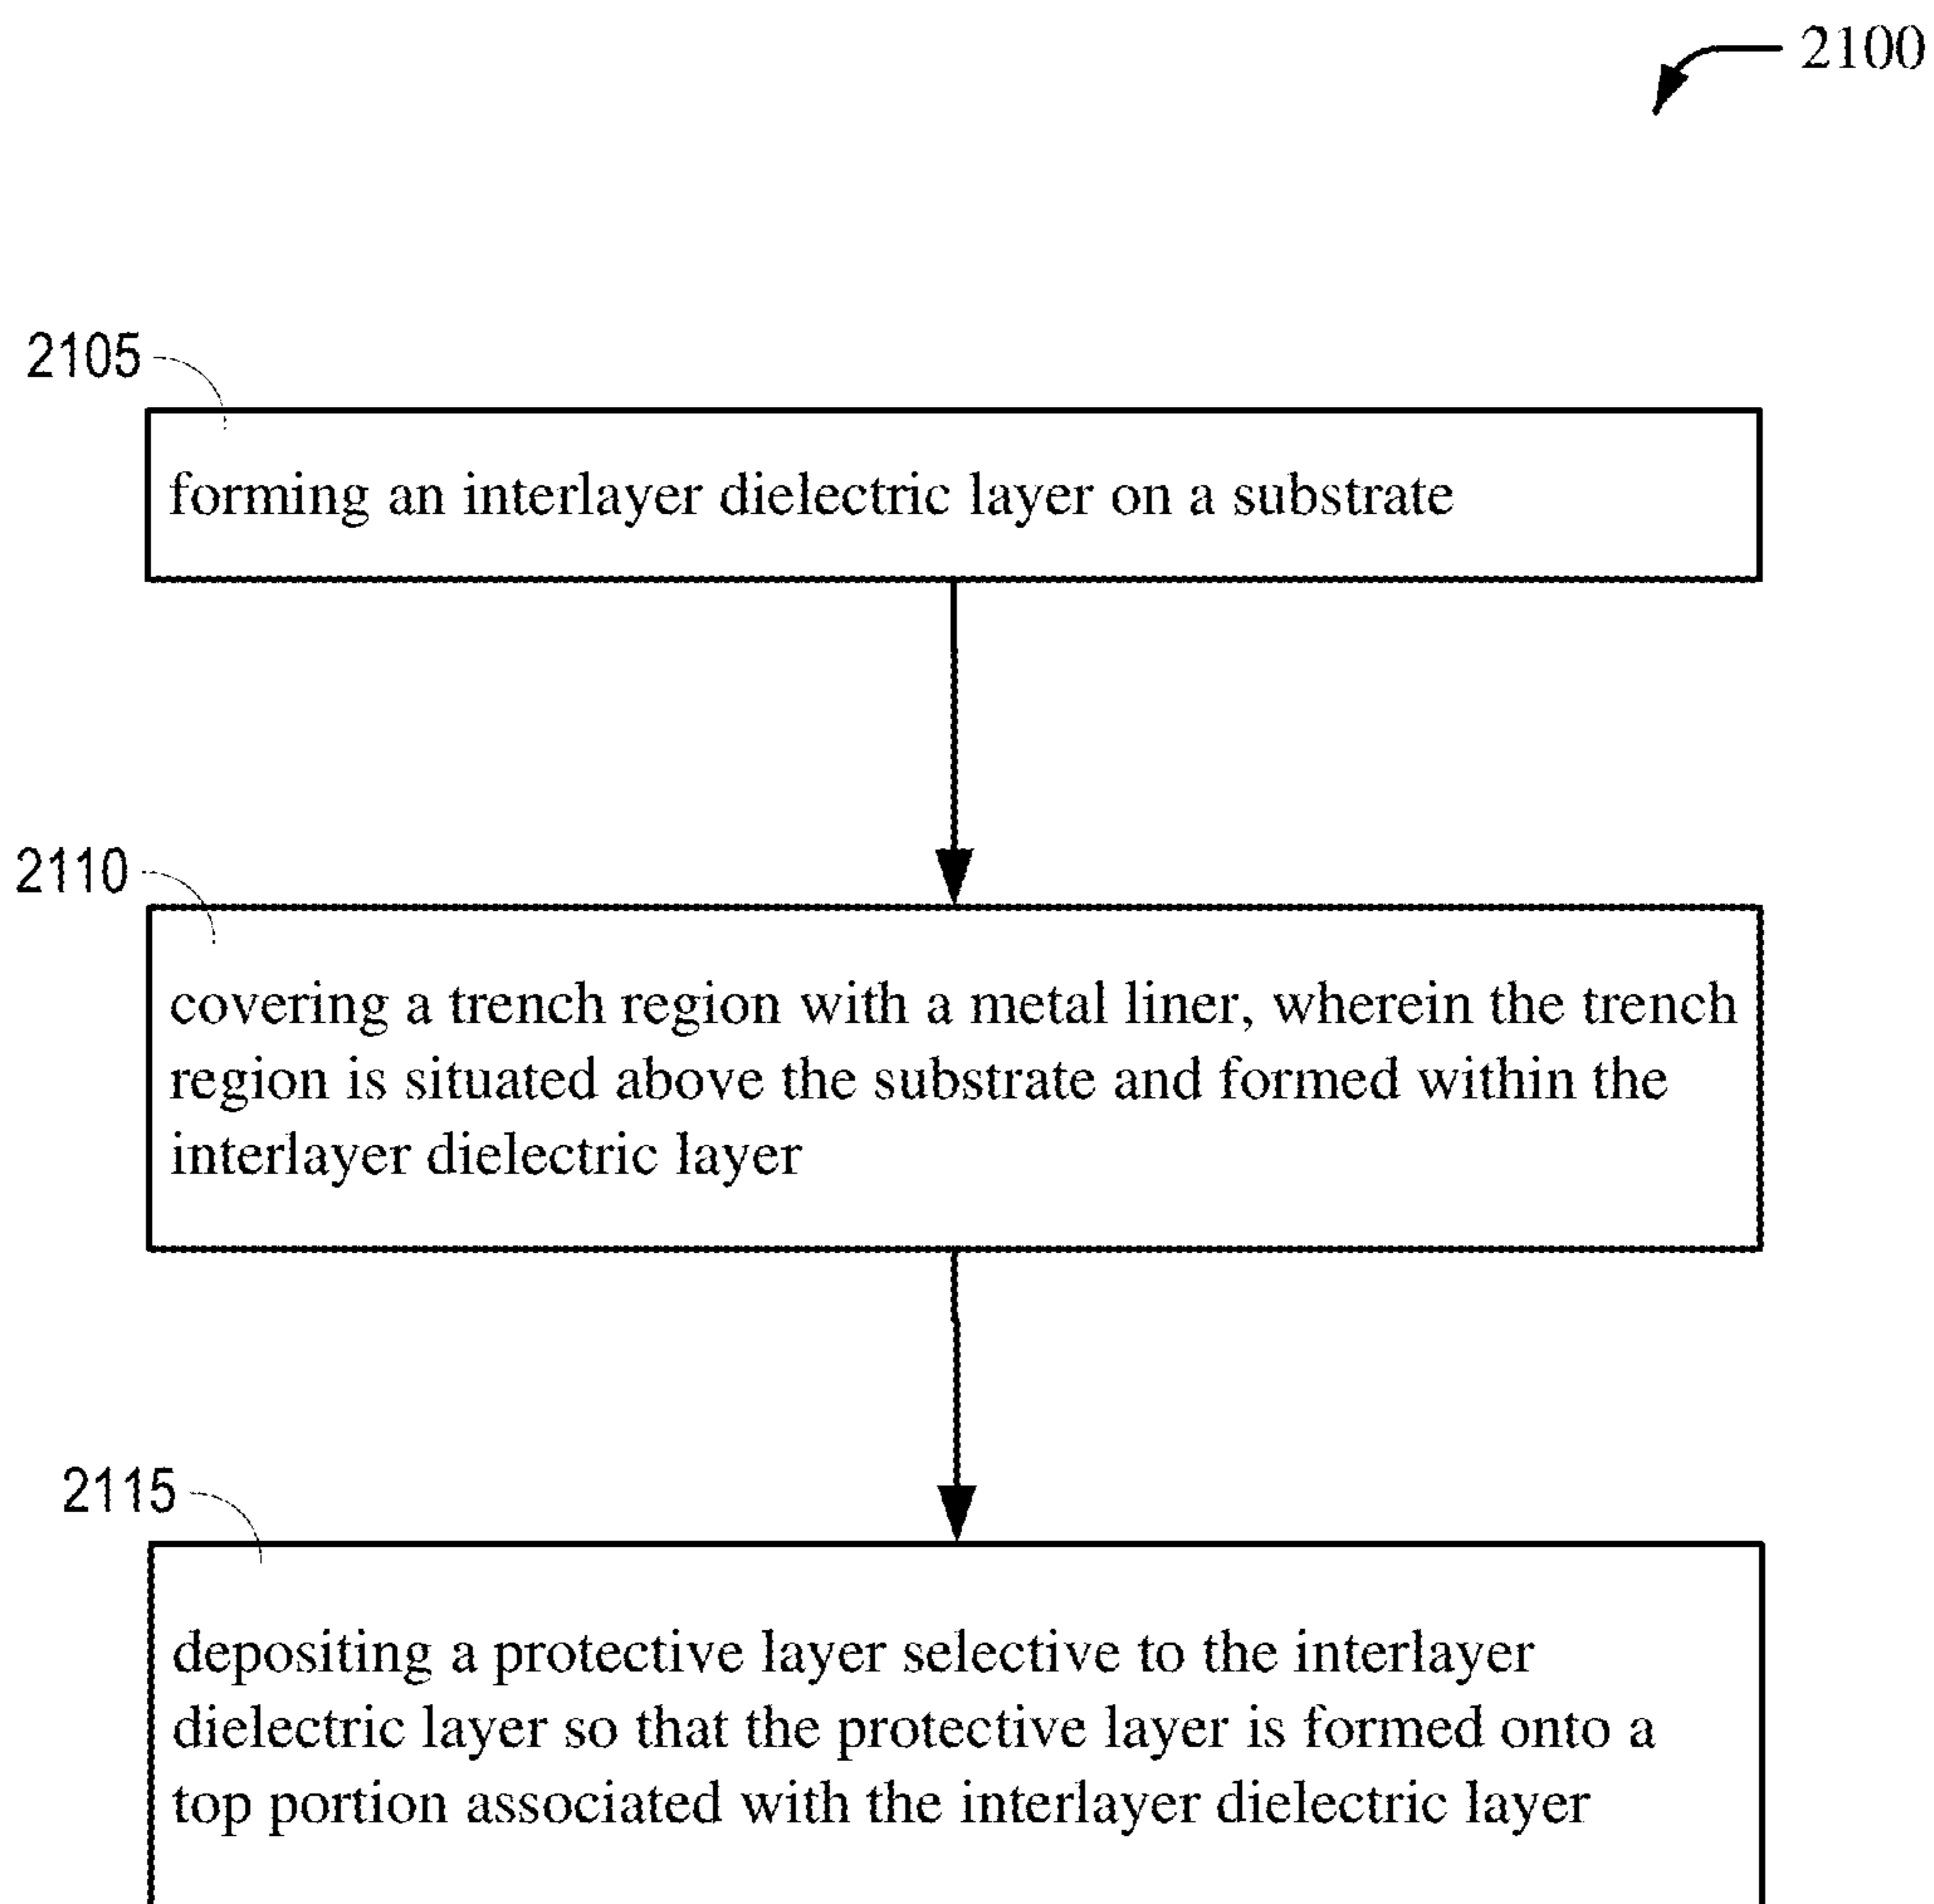 2100
2105
forming an interlayer dielectric layer on a substrate
2110
covering a trench region with a metal liner, wherein the trench
region is situated above the substrate and formed within the
interlayer dielectric layer
2115
depositing a protective layer selective to the interlayer
dielectric layer so that the protective layer is formed onto a
top portion associated with the interlayer dielectric layer